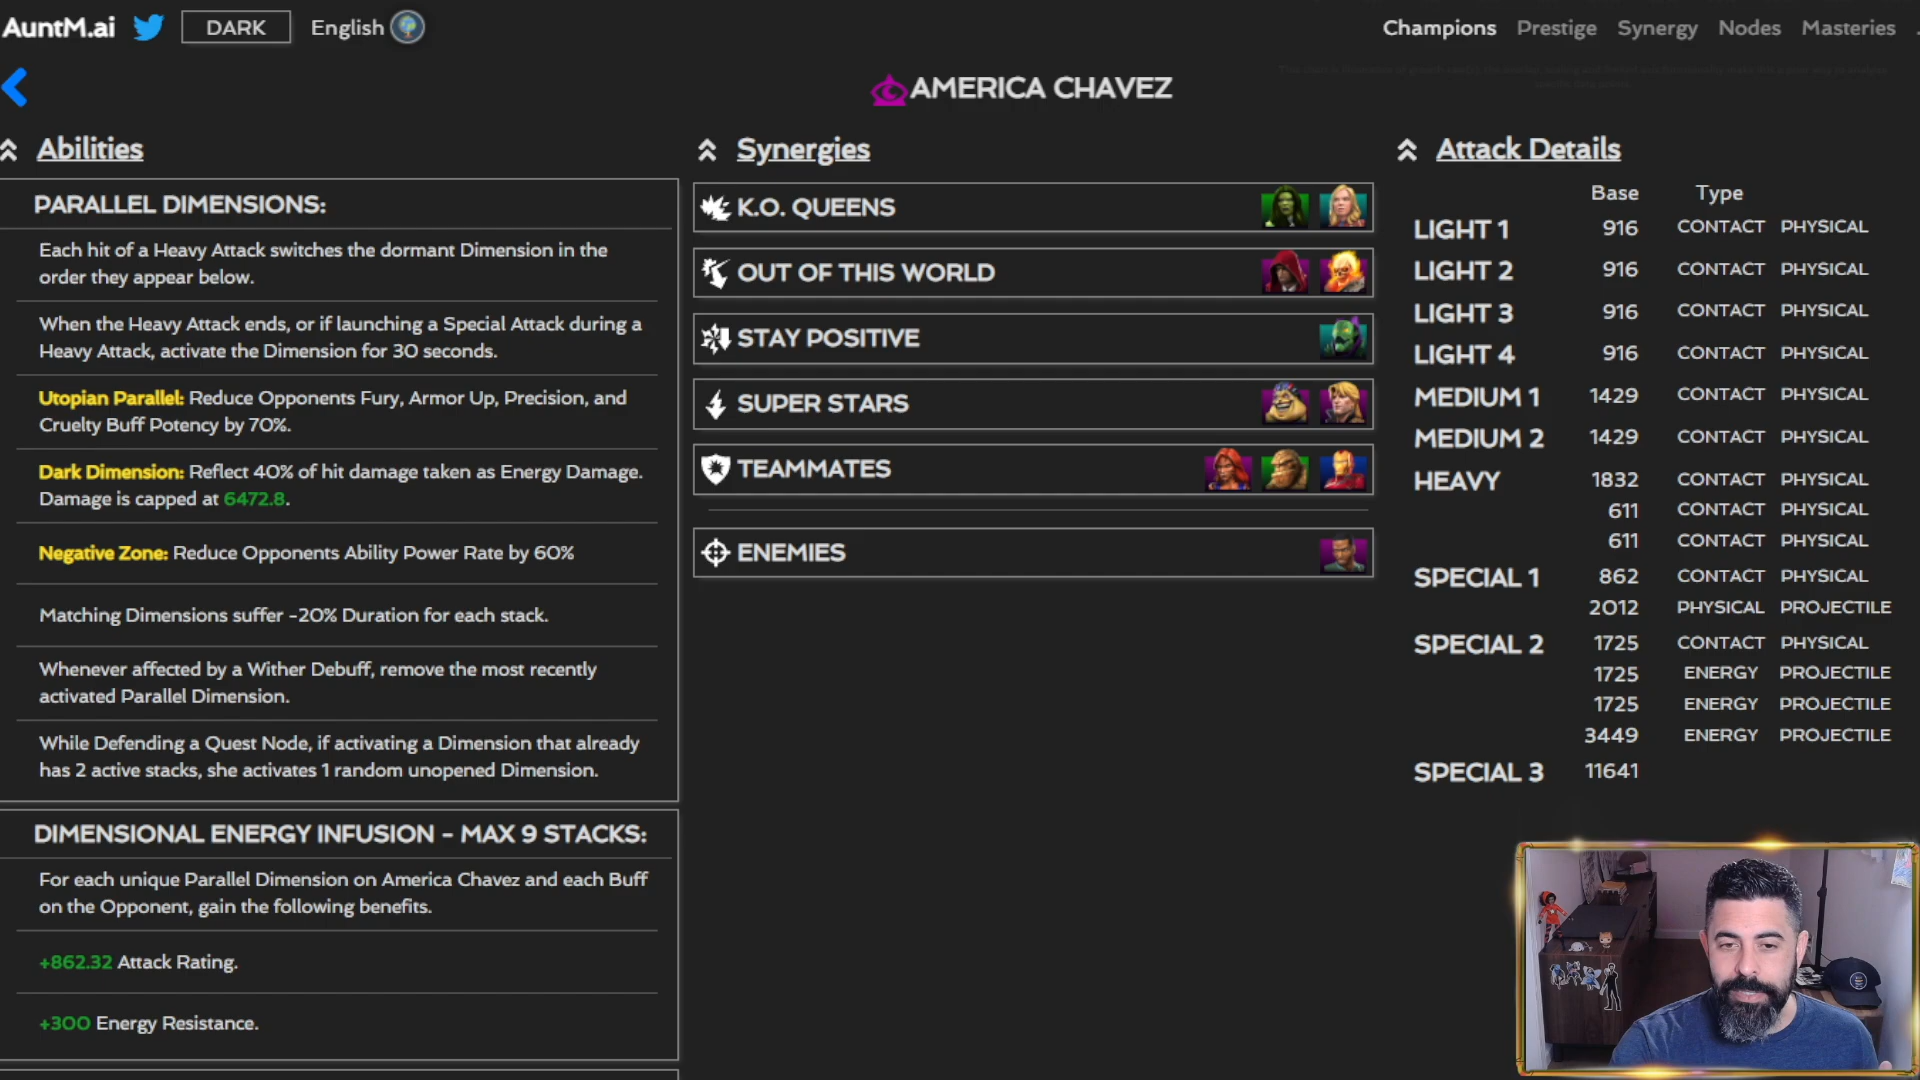 AuntM.ai
DARK
English
Champions
Prestige
Synergy
Nodes
Masteries
AMERICA CHAVEZ
Abilities
PARALLEL DIMENSIONS:
Each hit of a Heavy Attack switches the dormant Dimension in the
order they appear below.
When the Heavy Attack ends, or if launching a Special Attack during a
Heavy Attack, activate the Dimension for 30 seconds.
Utopian Parallel: Reduce Opponents Fury, Armor Up, Precision, and
Cruelty Buff Potency by 70%.
Dark Dimension: Reflect 40% of hit damage taken as Energy Damage.
Damage is capped at 6472.8.
Negative Zone: Reduce Opponents Ability Power Rate by 60%
Matching Dimensions suffer -20% Duration for each stack.
Whenever affected by a Wither Debuff, remove the most recently
activated Parallel Dimension.
While Defending a Quest Node, if activating a Dimension that already
has 2 active stacks, she activates 1 random unopened Dimension.
DIMENSIONAL ENERGY INFUSION - MAX 9 STACKS:
For each unique Parallel Dimension on America Chavez and each Buff
on the Opponent, gain the following benefits.
+862.32 Attack Rating.
+300 Energy Resistance.
Synergies
K.O. QUEENS
OUT OF THIS WORLD
STAY POSITIVE
SUPER STARS
TEAMMATES
ENEMIES
Attack Details
Base Type
LIGHT 1 916 CONTACT PHYSICAL
LIGHT 2 916 CONTACT PHYSICAL
LIGHT 3 916 CONTACT PHYSICAL
LIGHT 4 916 CONTACT PHYSICAL
MEDIUM 1 1429 CONTACT PHYSICAL
MEDIUM 2 1429 CONTACT PHYSICAL
HEAVY 1832 CONTACT PHYSICAL
611 CONTACT PHYSICAL
611 CONTACT PHYSICAL
SPECIAL 1 862 CONTACT PHYSICAL
2012 PHYSICAL PROJECTILE
SPECIAL 2 1725 CONTACT PHYSICAL
1725 ENERGY PROJECTILE
1725 ENERGY PROJECTILE
3449 ENERGY PROJECTILE
SPECIAL 3 11641